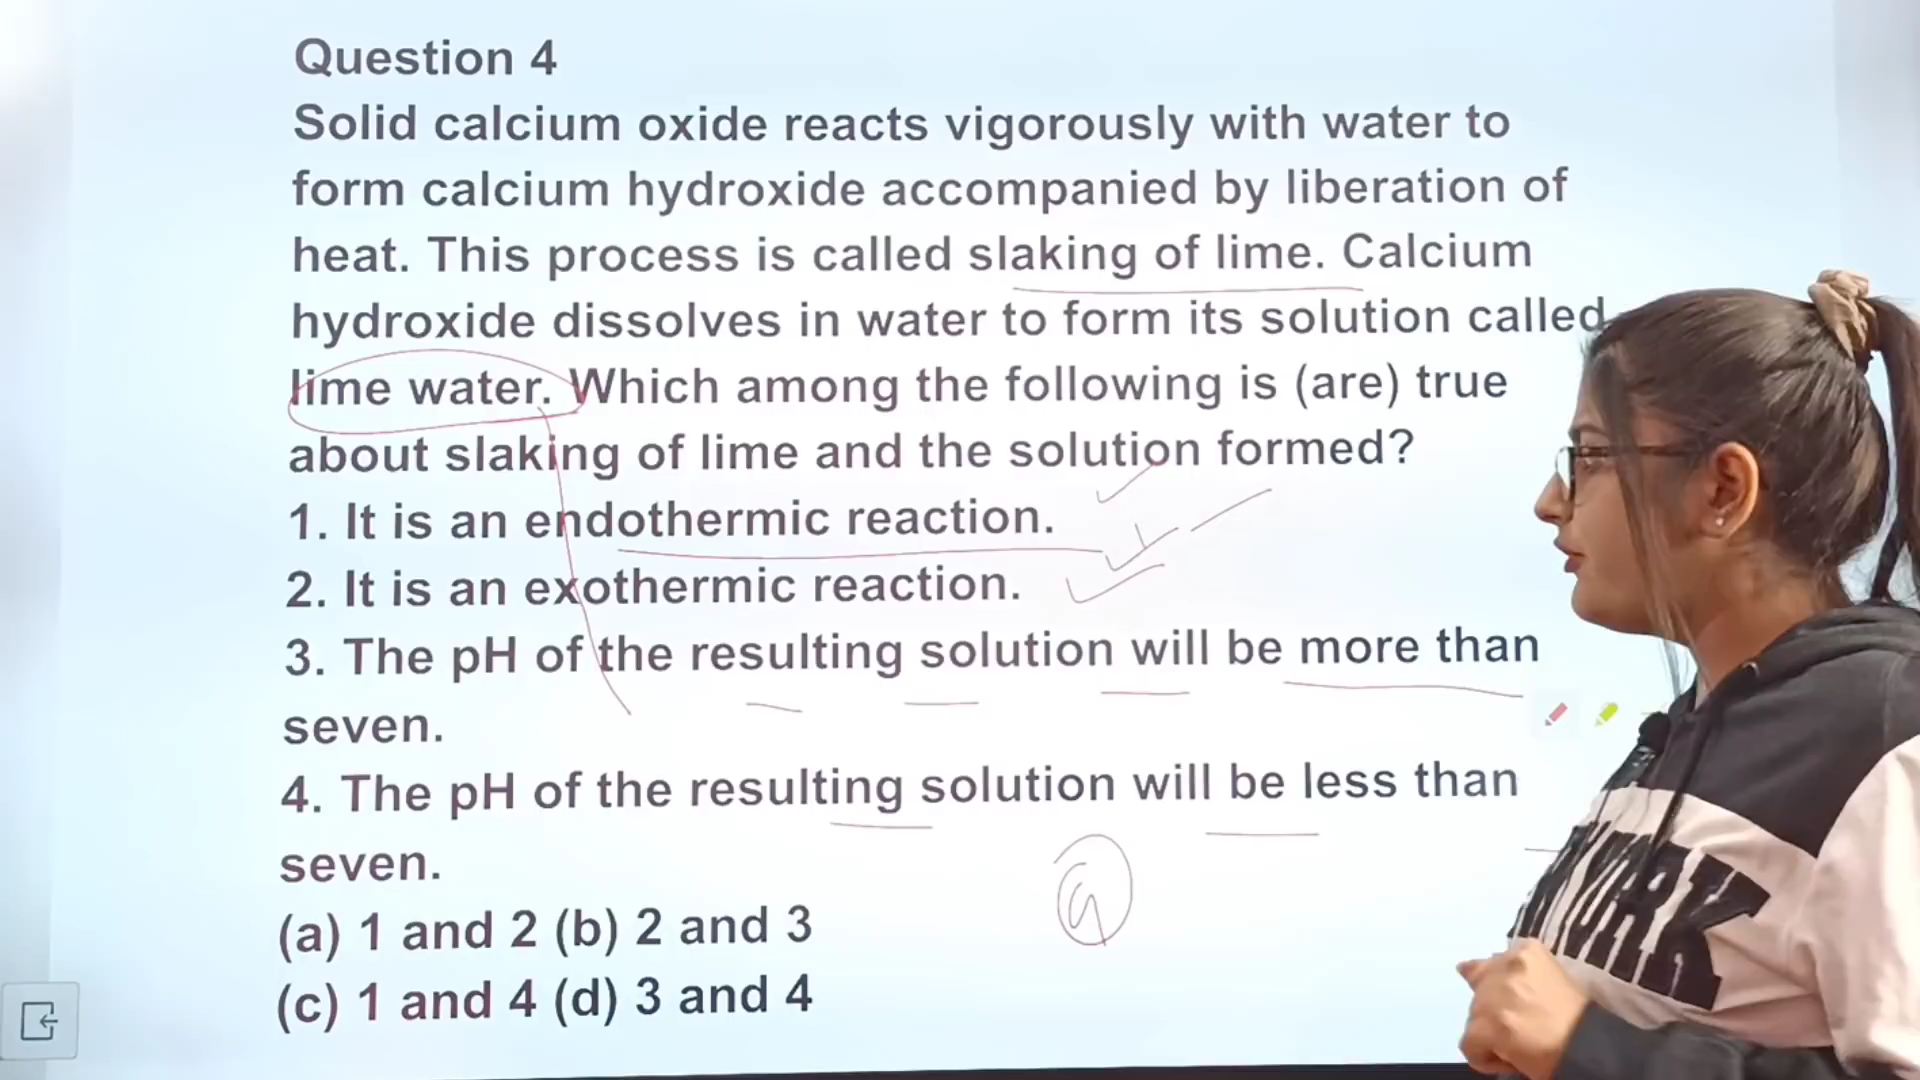 Question 4
Solid calcium oxide reacts vigorously with water to
form calcium hydroxide accompanied by liberation of
heat. This process is called slaking of lime. Calcium
hydroxide dissolves in water to form its solution called
lime water. Which among the following is (are) true
about slaking of lime and the solution formed?
1. It is an endothermic reaction.
2. It is an exothermic reaction.
3. The pH of the resulting solution will be more than
seven.
4. The pH of the resulting solution will be less than
seven.
(a) 1 and 2 (b) 2 and 3
(c) 1 and 4 (d) 3 and 4